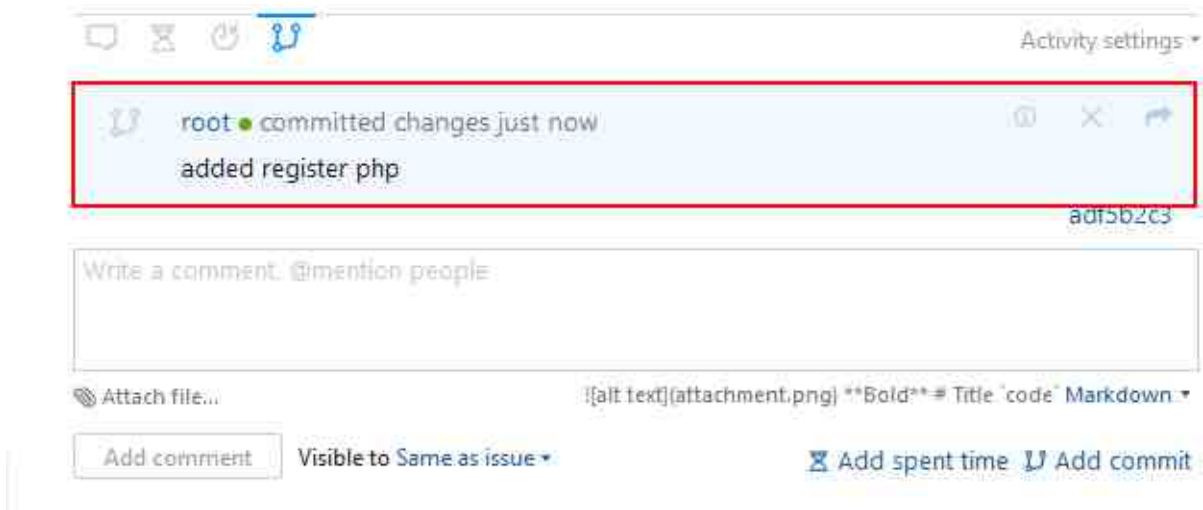 Activity settings
root committed changes just now
added register php
adf5b2c3
Write a comment, @mention people
Attach file...
![alt text](attachment.png) **Bold** # Title `code` Markdown
Add comment Visible to Same as issue Add spent time Add commit